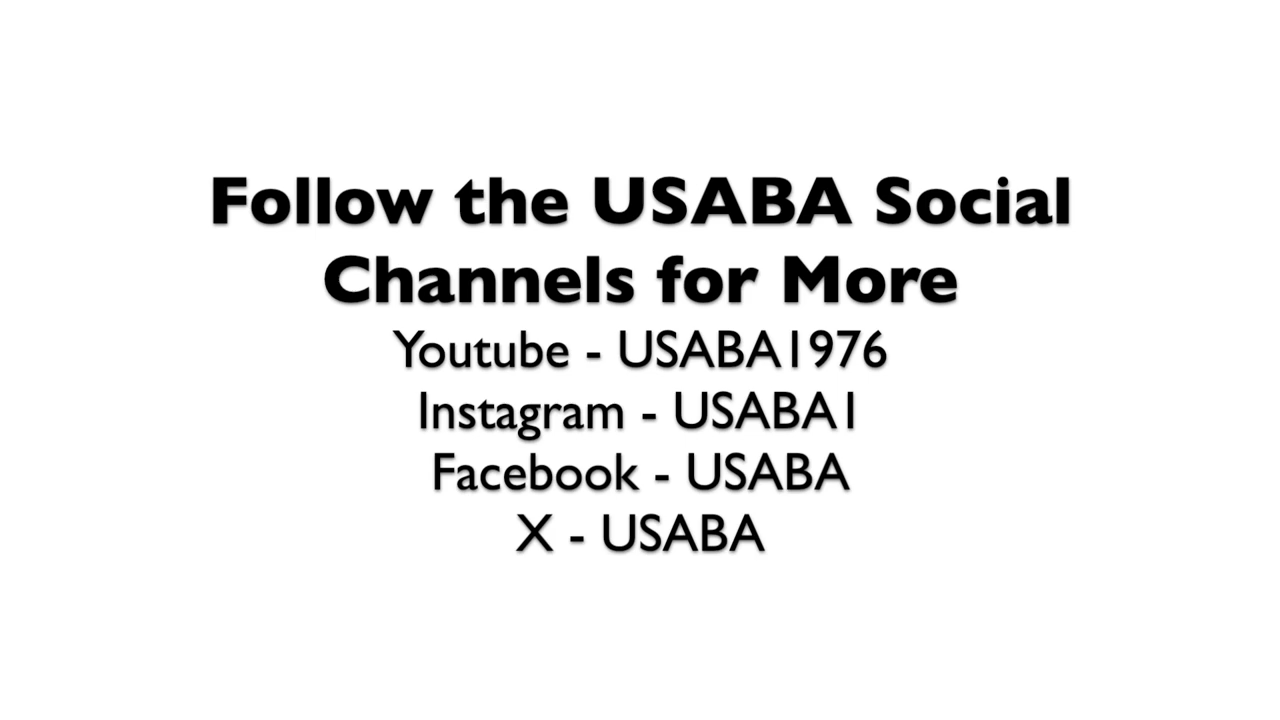 Follow the USABA Social
Channels for More
Youtube - USABA1976
Instagram - USABA1
Facebook - USABA
X - USABA